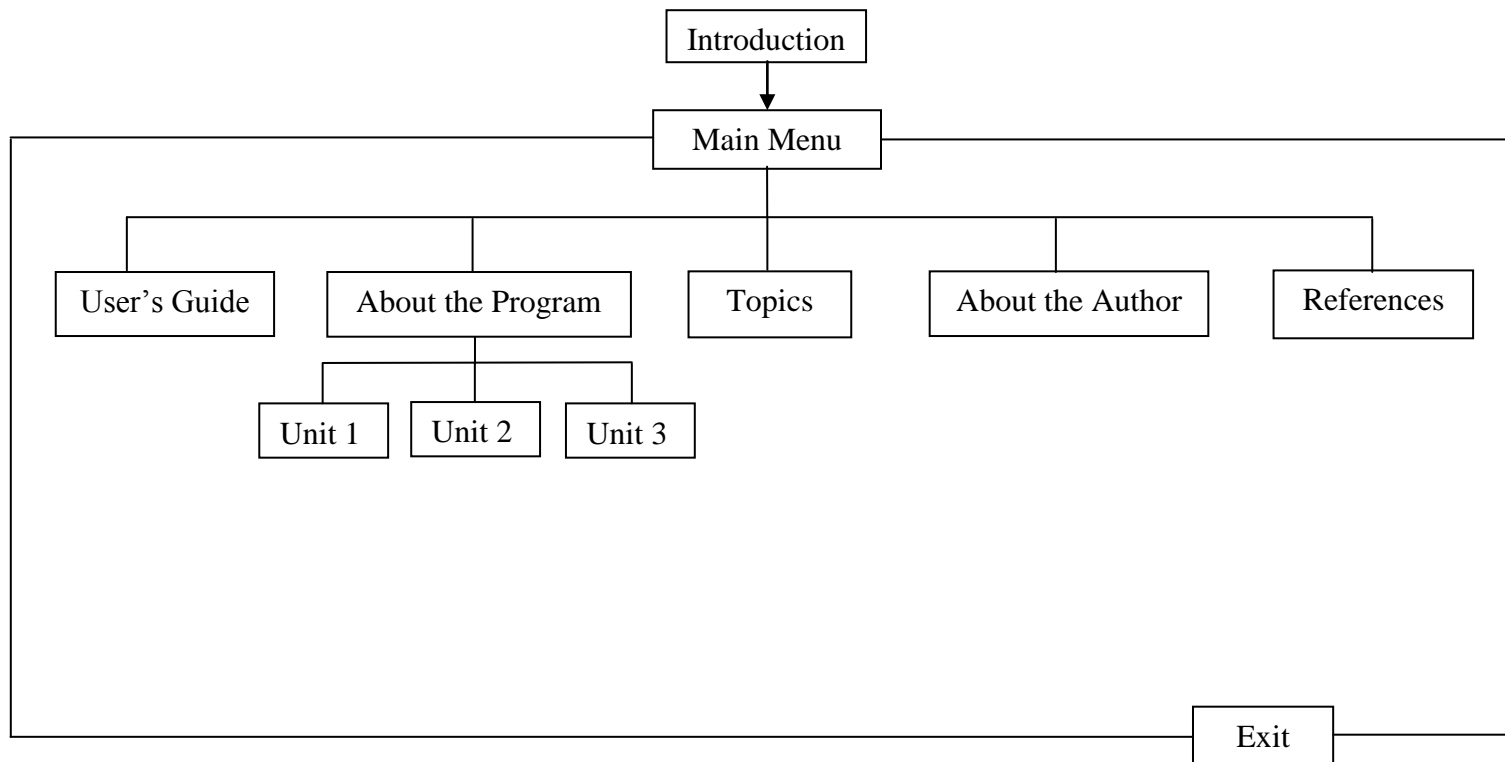 Introduction
Main Menu
User’s Guide
About the Program
Topics
About the Author
References
Unit 1
Unit 2
Unit 3
Exit